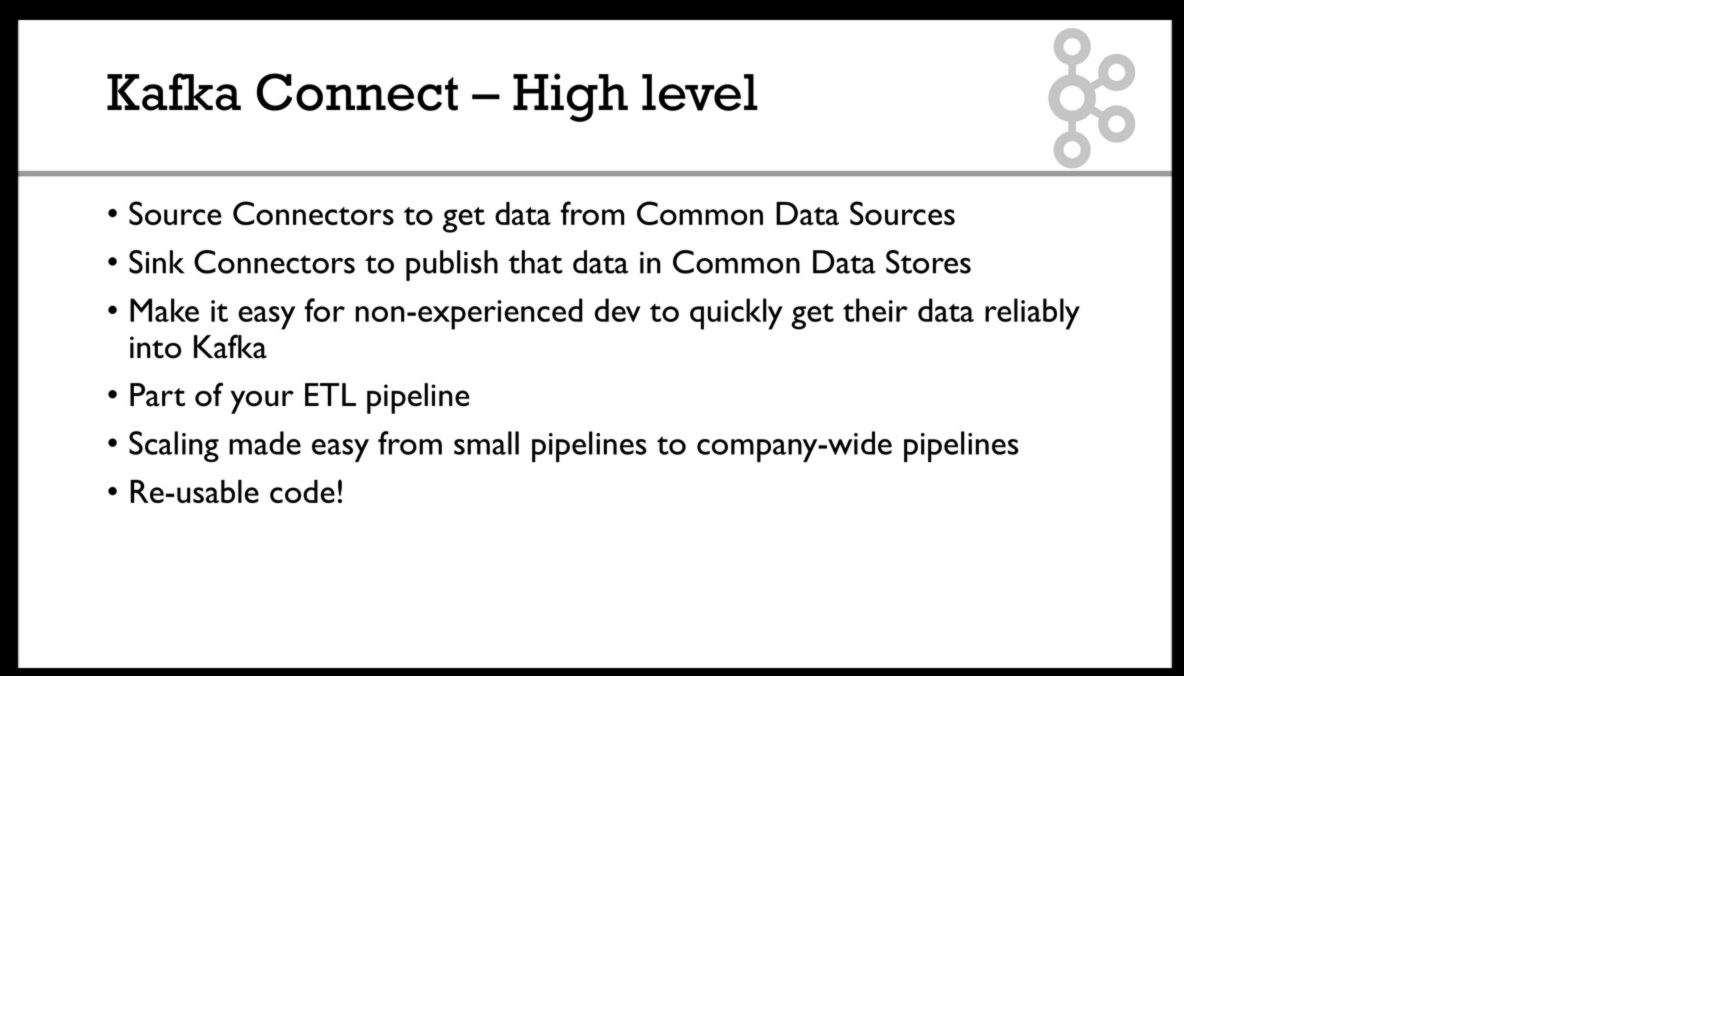 Kafka Connect – High level
• Source Connectors to get data from Common Data Sources
• Sink Connectors to publish that data in Common Data Stores
• Make it easy for non-experienced dev to quickly get their data reliably
into Kafka
• Part of your ETL pipeline
• Scaling made easy from small pipelines to company-wide pipelines
• Re-usable code!